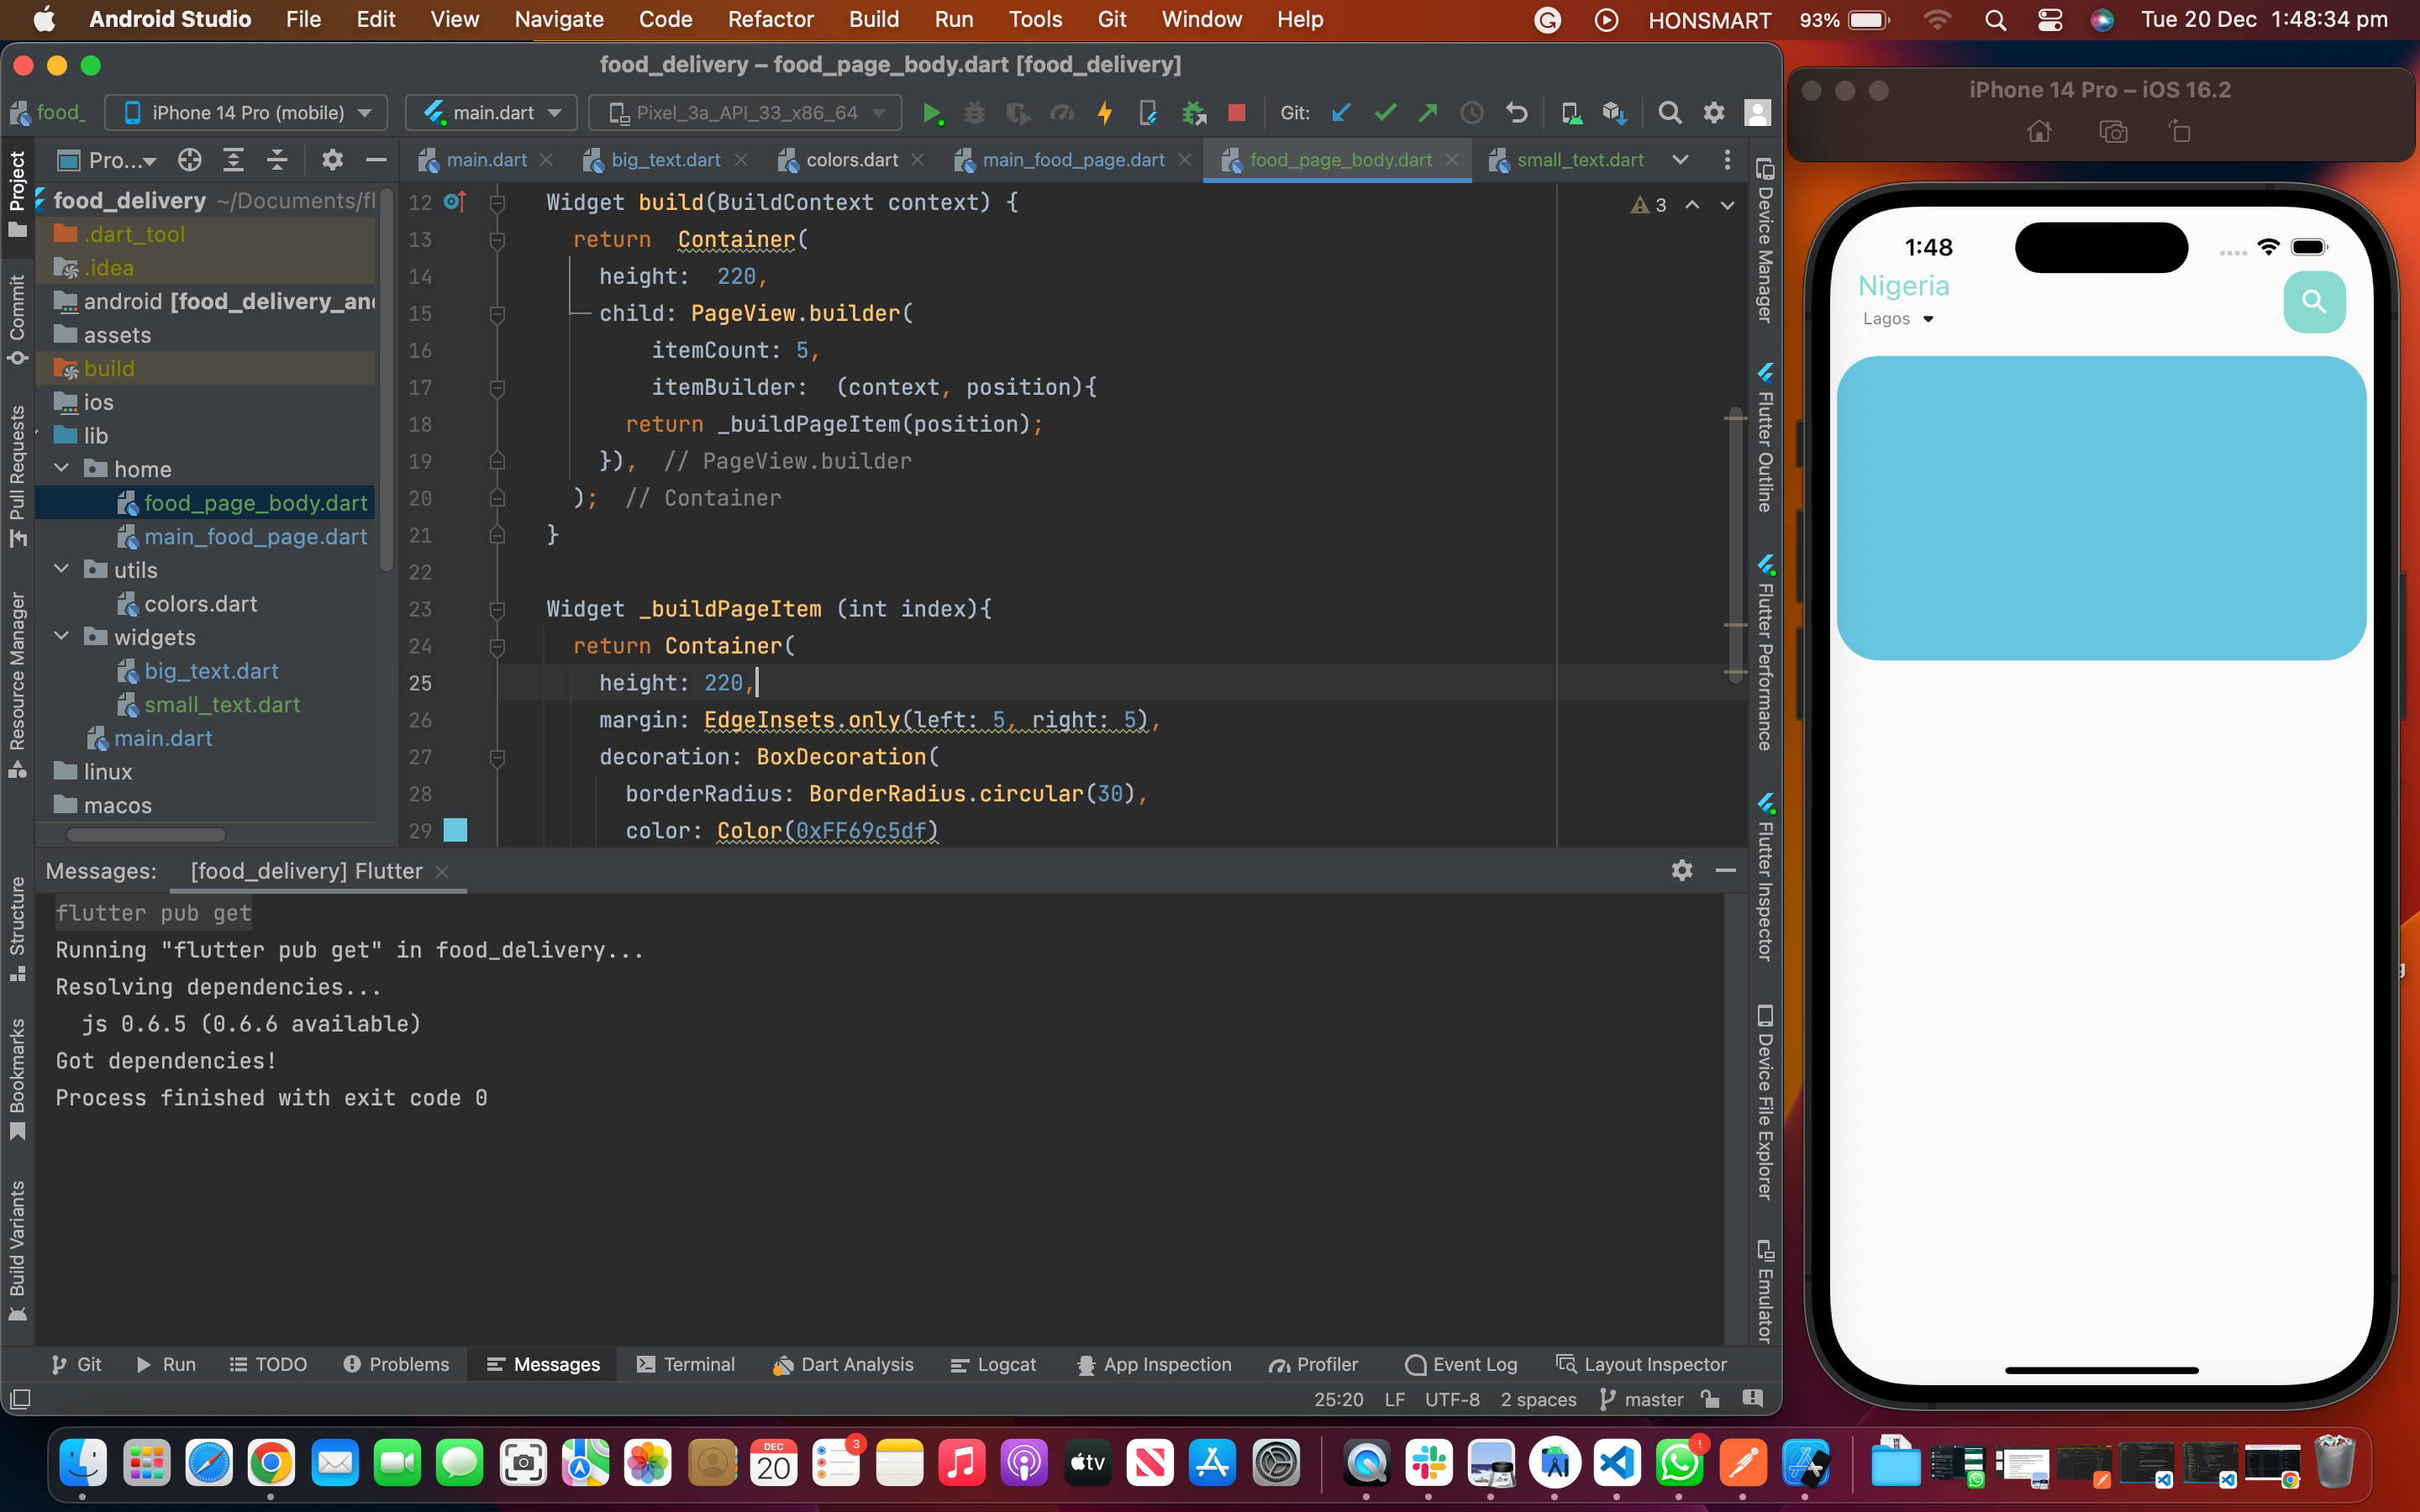 Android Studio File Edit View Navigate Code Refactor Build Run Tools Git Window Help HONSMART 93% Tue 20 Dec 1:48:34 pm
food_delivery – food_page_body.dart [food_delivery]
food_ iPhone 14 Pro (mobile) main.dart Pixel_3a_API_33_x86_64 Git:
Pro... main.dart big_text.dart colors.dart main_food_page.dart food_page_body.dart small_text.dart
Project
Commit
Pull Requests
Resource Manager
Structure
Bookmarks
Build Variants
food_delivery ~/Documents/fl
.dart_tool
.idea
android [food_delivery_an
assets
build
ios
lib
home
food_page_body.dart
main_food_page.dart
utils
colors.dart
widgets
big_text.dart
small_text.dart
main.dart
linux
macos
3
12 Widget build(BuildContext context) {
13 return  Container(
14 height:  220,
15 child: PageView.builder(
16 itemCount: 5,
17 itemBuilder:  (context, position){
18 return _buildPageItem(position);
19 }),  // PageView.builder
20 );  // Container
21 }
22
23 Widget _buildPageItem (int index){
24 return Container(
25 height: 220,
26 margin: EdgeInsets.only(left: 5, right: 5),
27 decoration: BoxDecoration(
28 borderRadius: BorderRadius.circular(30),
29 color: Color(0xFF69c5df)
Device Manager
Flutter Outline
Flutter Performance
Flutter Inspector
Device File Explorer
Emulator
Messages: [food_delivery] Flutter
flutter pub get
Running "flutter pub get" in food_delivery...
Resolving dependencies...
js 0.6.5 (0.6.6 available)
Got dependencies!
Process finished with exit code 0
Git Run TODO Problems Messages Terminal Dart Analysis Logcat App Inspection Profiler Event Log Layout Inspector
25:20 LF UTF-8 2 spaces master
iPhone 14 Pro – iOS 16.2
1:48
Nigeria
Lagos
DEC
20
3
tv
!